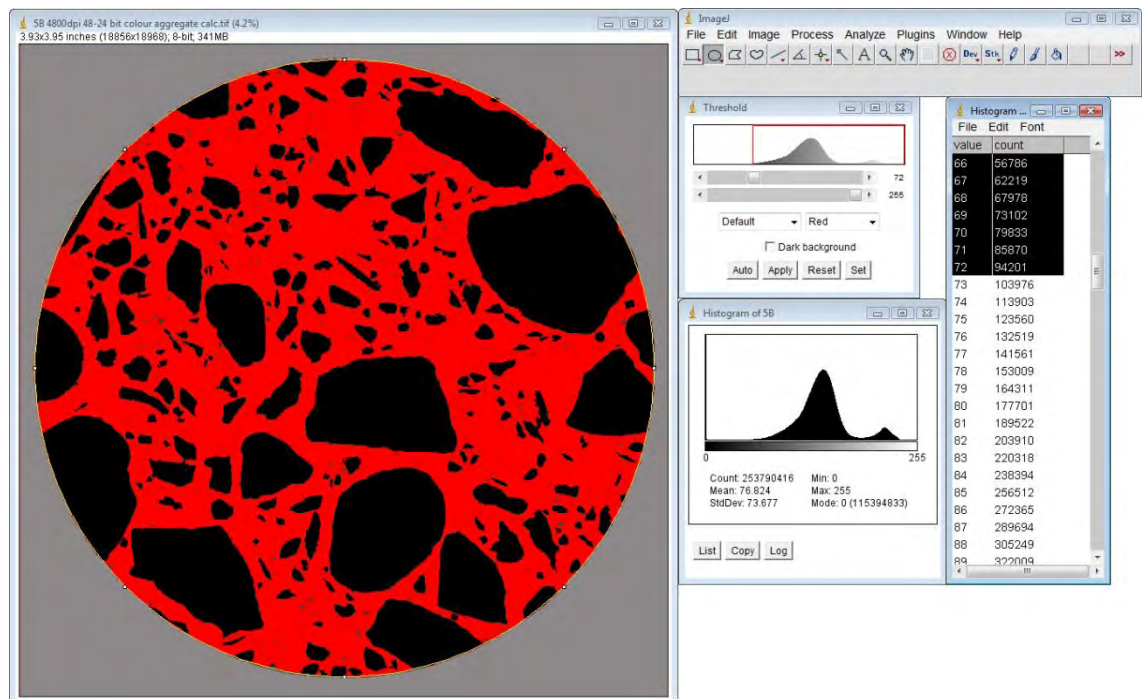 5B 4800dpi 48-24 bit colour aggregate calc.tif (4.2%)
3.93x3.95 inches (18856x18968); 8-bit; 341MB
ImageJ
File Edit Image Process Analyze Plugins Window Help
Dev Stk >>
Threshold
72
255
Default Red
Dark background
Auto Apply Reset Set
Histogram of 5B
0 255
Count: 253790416 Min: 0
Mean: 76.824 Max: 255
StdDev: 73.677 Mode: 0 (115394833)
List Copy Log
Histogram ...
File Edit Font
value count
66 56786
67 62219
68 67978
69 73102
70 79833
71 85870
72 94201
73 103976
74 113903
75 123560
76 132519
77 141561
78 153009
79 164311
80 177701
81 189522
82 203910
83 220318
84 238394
85 256512
86 272365
87 289694
88 305249
89 322009